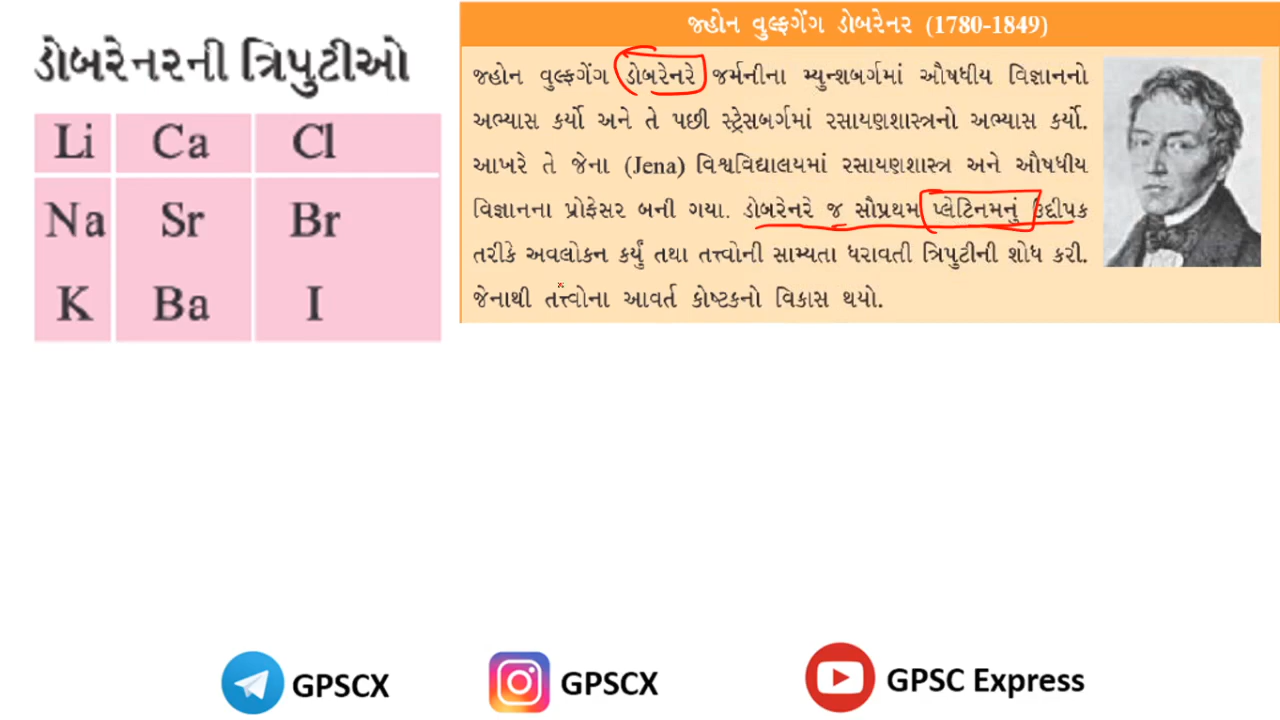 ડોબરેનરની ત્રિપુટીઓ
Li Ca Cl
Na Sr Br
K Ba I
જ્હોન વુલ્ફગેંગ ડોબરેનર (1780-1849)
જ્હોન વુલ્ફગેંગ ડોબરેનરે જર્મનીના મ્યુન્શબર્ગમાં ઔષધીય વિજ્ઞાનનો
અભ્યાસ કર્યો અને તે પછી સ્ટ્રેસબર્ગમાં રસાયણશાસ્ત્રનો અભ્યાસ કર્યો.
આખરે તે જેના (Jena) વિશ્વવિદ્યાલયમાં રસાયણશાસ્ત્ર અને ઔષધીય
વિજ્ઞાનના પ્રોફેસર બની ગયા. ડોબરેનરે જ સૌપ્રથમ પ્લેટિનમનું ઉદ્દીપક
તરીકે અવલોકન કર્યું તથા તત્ત્વોની સામ્યતા ધરાવતી ત્રિપુટીની શોધ કરી.
જેનાથી તત્ત્વોના આવર્ત કોષ્ટકનો વિકાસ થયો.
GPSCX GPSCX GPSC Express